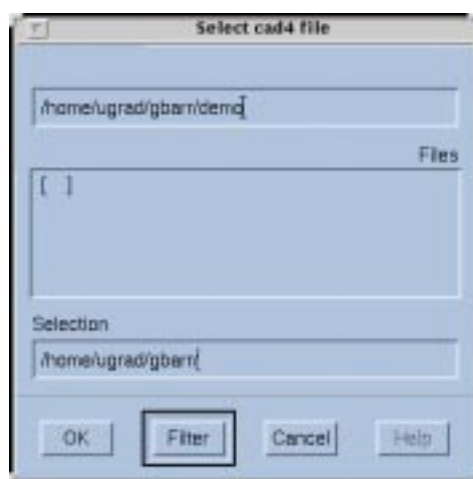 Select cad4 file
/home/ugrad/gbarr/demo
Files
[ ]
Selection
/home/ugrad/gbarr/
OK Filter Cancel Help